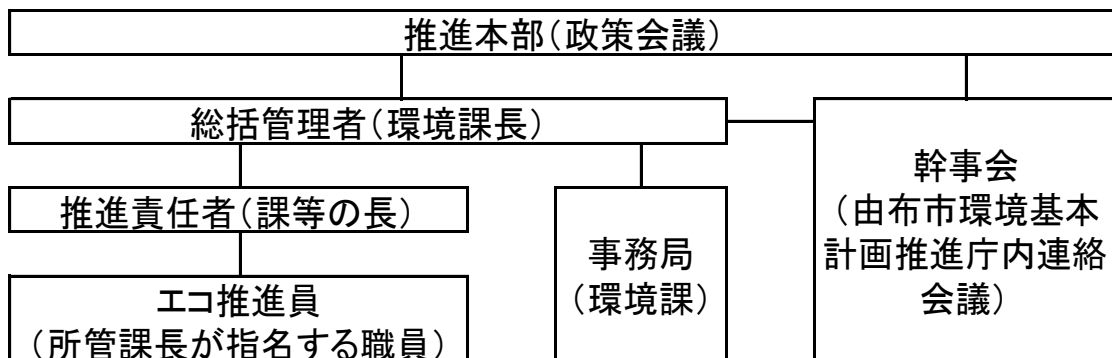 推進本部（政策会議）
総括管理者（環境課長）
推進責任者（課等の長）
エコ推進員
（所管課長が指名する職員）
事務局
（環境課）
幹事会
（由布市環境基本
計画推進庁内連絡
会議）